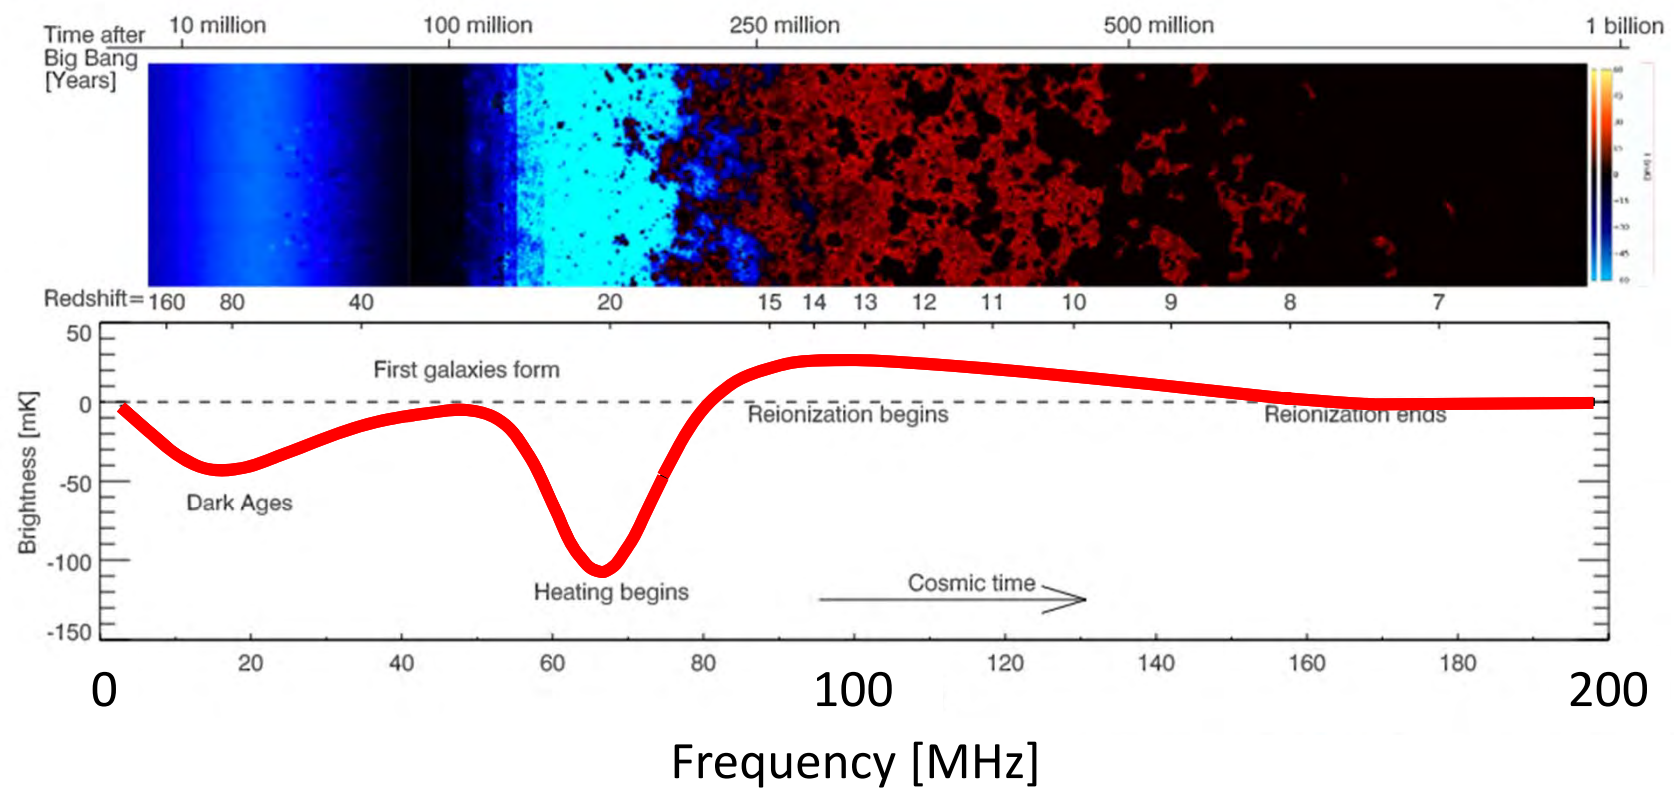 Time after
Big Bang
[Years]
10 million 100 million 250 million 500 million 1 billion
Redshift= 160 80 40 20 15 14 13 12 11 10 9 8 7
50
0
-50
-100
-150
Brightness [mK]
First galaxies form
Reionization begins
Reionization ends
Dark Ages
Heating begins
Cosmic time
20 40 60 80 120 140 160 180
0 100 200
Frequency [MHz]